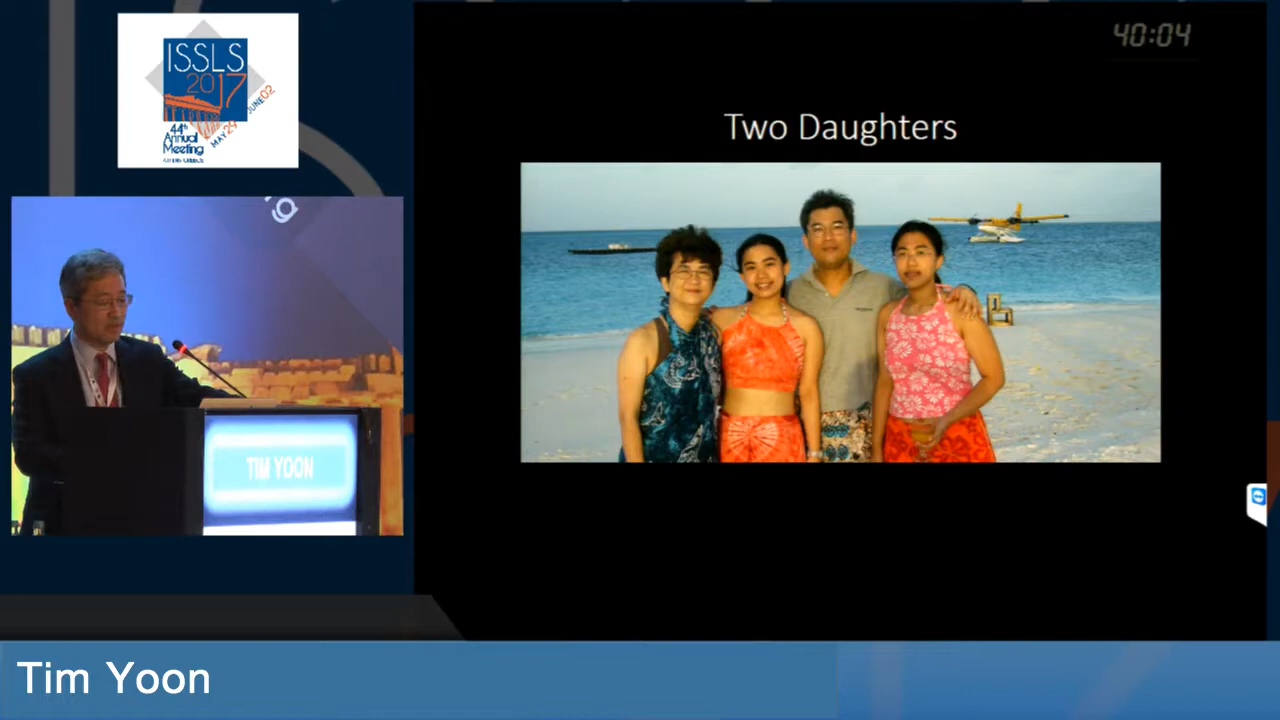 ISSLS
2017
44th
Annual
Meeting
MAY 29
JUNE 02
40:04
Two Daughters
TIM YOON
Tim Yoon